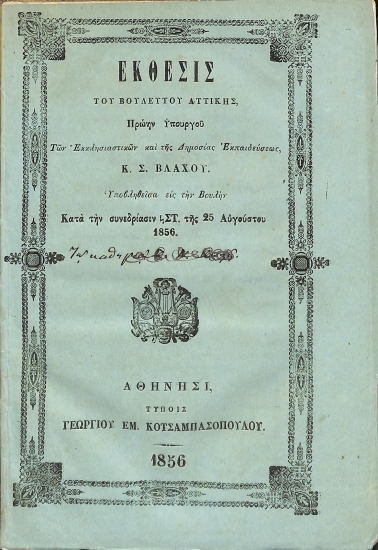 ΕΚΘΕΣΙΣ
ΤΟΥ ΒΟΥΛΕΥΤΟΥ ΑΤΤΙΚΗΣ,
Πρώην Υπουργοῦ
Τῶν Ἐκκλησιαστικῶν καὶ τῆς Δημοσίας Ἐκπαιδεύσεως,
Κ. Σ. ΒΛΑΧΟΥ.
Ὑποβληθεῖσα εἰς τὴν Βουλὴν
Κατὰ τὴν συνεδρίασιν ϟΣΤ. τῆς 25 Αὐγούστου
1856.
ΑΘΗΝΗΣΙ,
ΤΥΠΟΙΣ
ΓΕΩΡΓΙΟΥ ΕΜ. ΚΟΤΣΑΜΠΑΣΟΠΟΥΛΟΥ.
1856